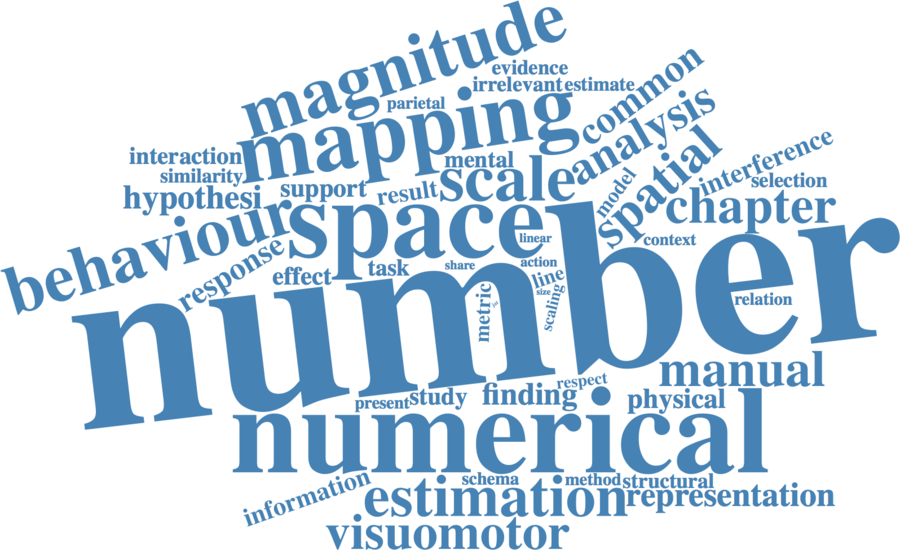 magnitude
evidence
irrelevant
estimate
parietal
mapping
common
analysis
interaction
similarity
mental
scale
hypothesi
support
result
model
spatial
interference
selection
chapter
behaviour
space
response
linear
context
effect
task
share
action
line
size
scaling
metric
number
relation
manual
present
study
finding
respect
physical
numerical
information
schema
method
structural
estimation
representation
visuomotor